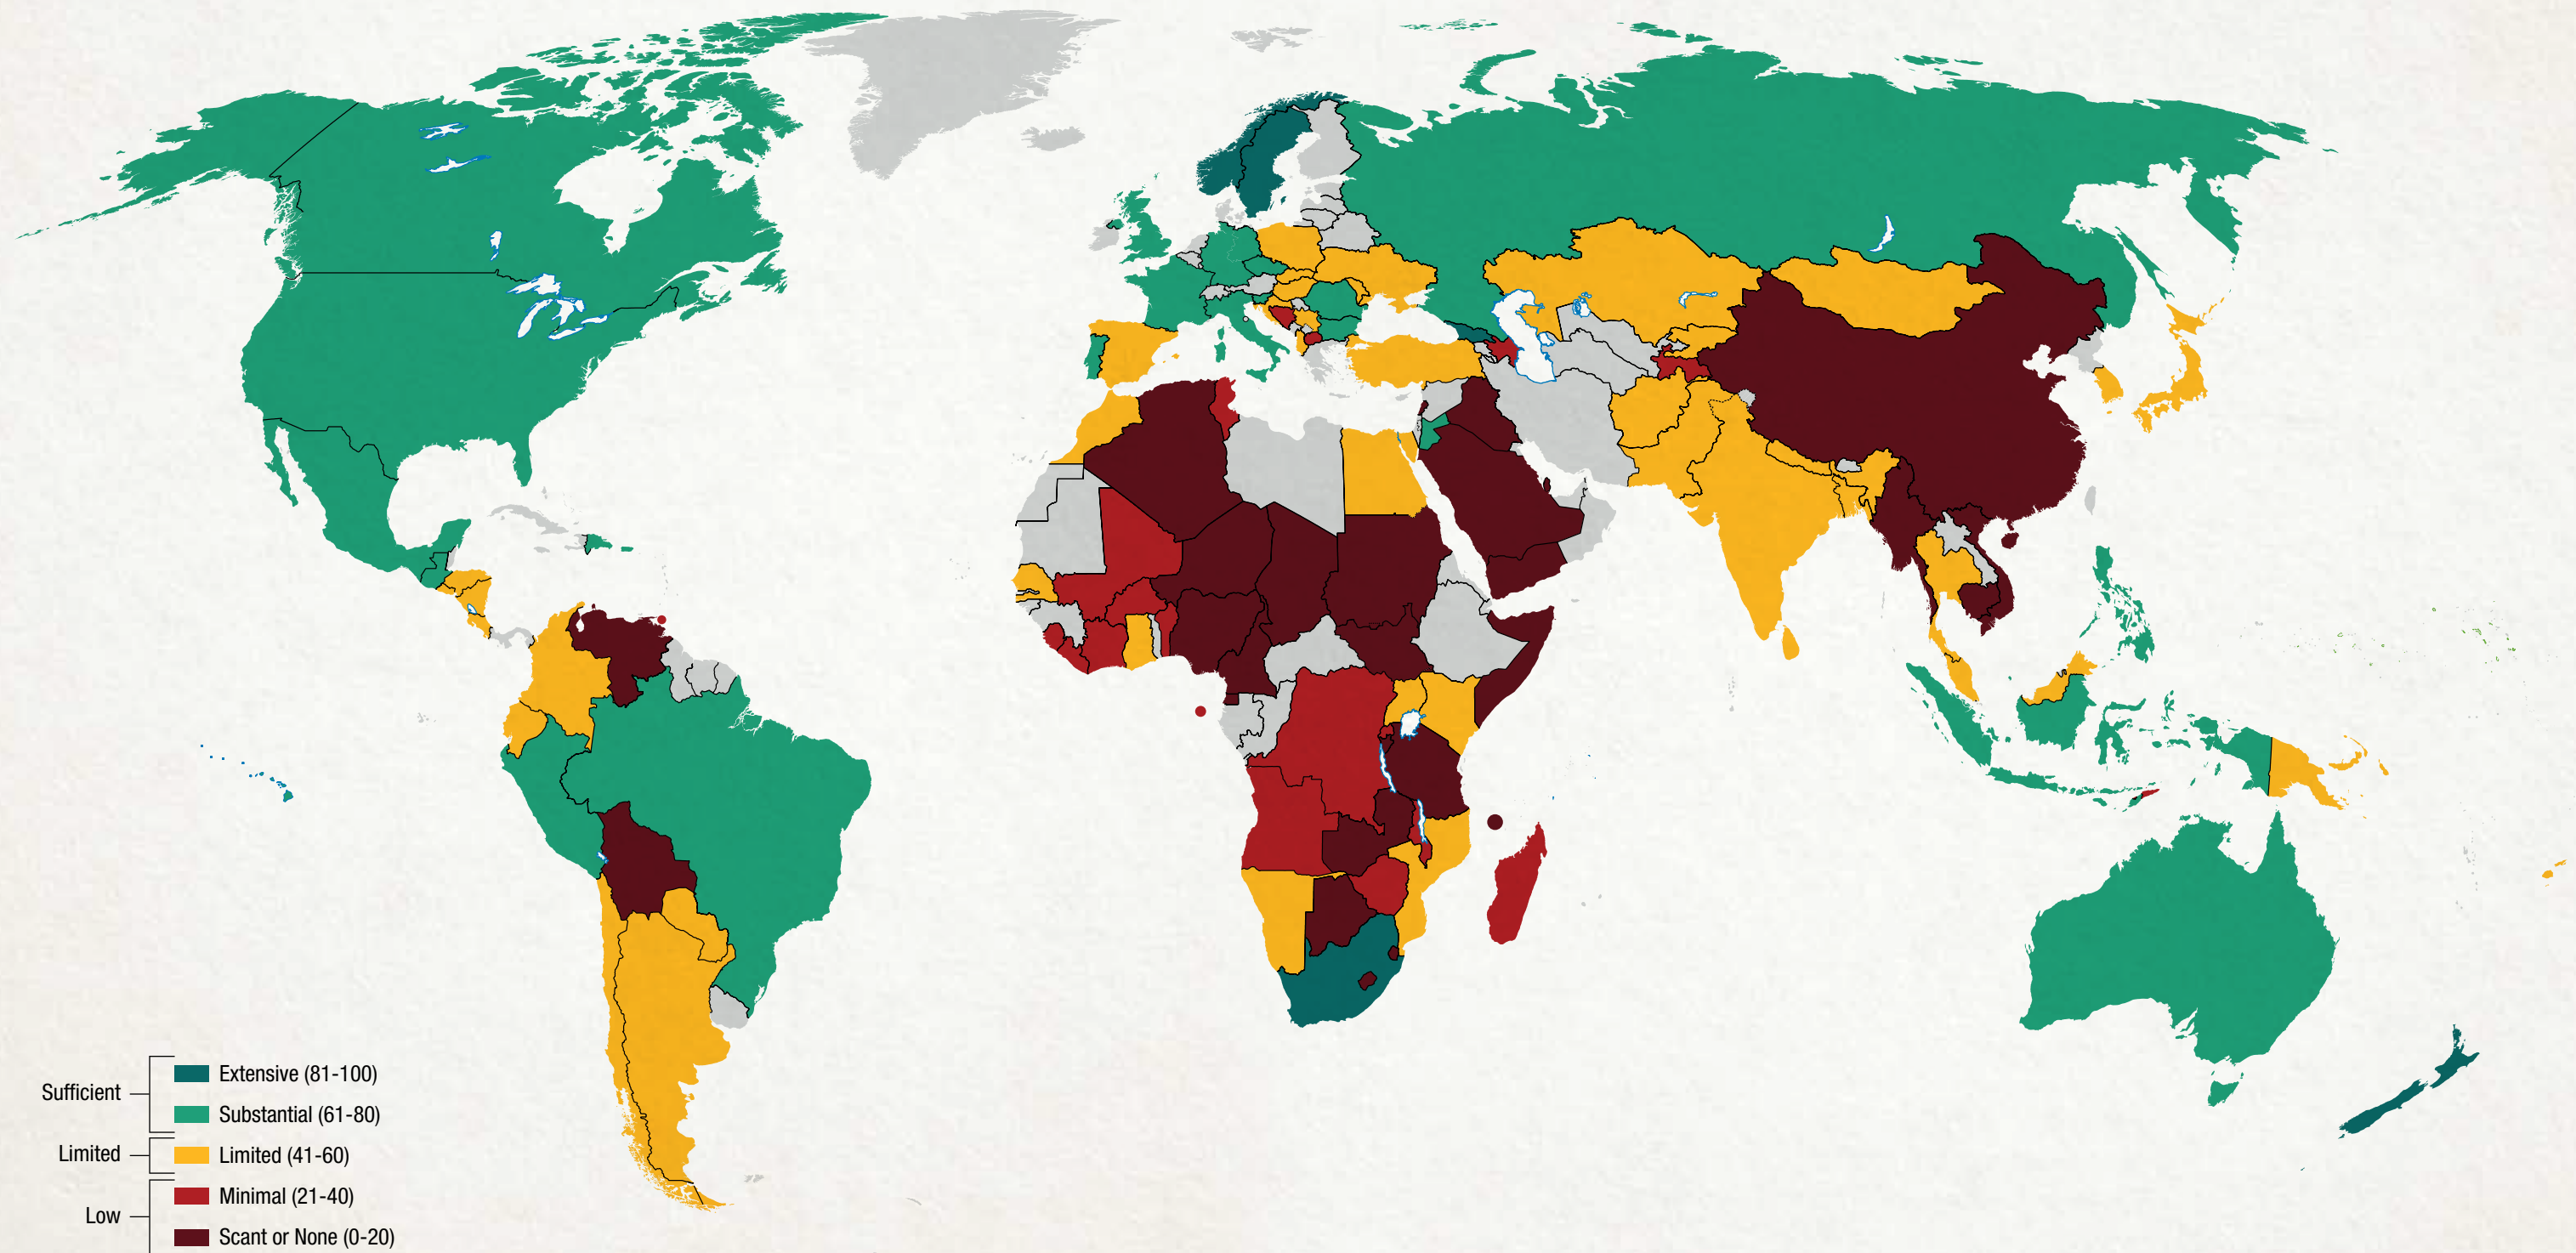 Sufficient
Extensive (81-100)
Substantial (61-80)
Limited
Limited (41-60)
Low
Minimal (21-40)
Scant or None (0-20)